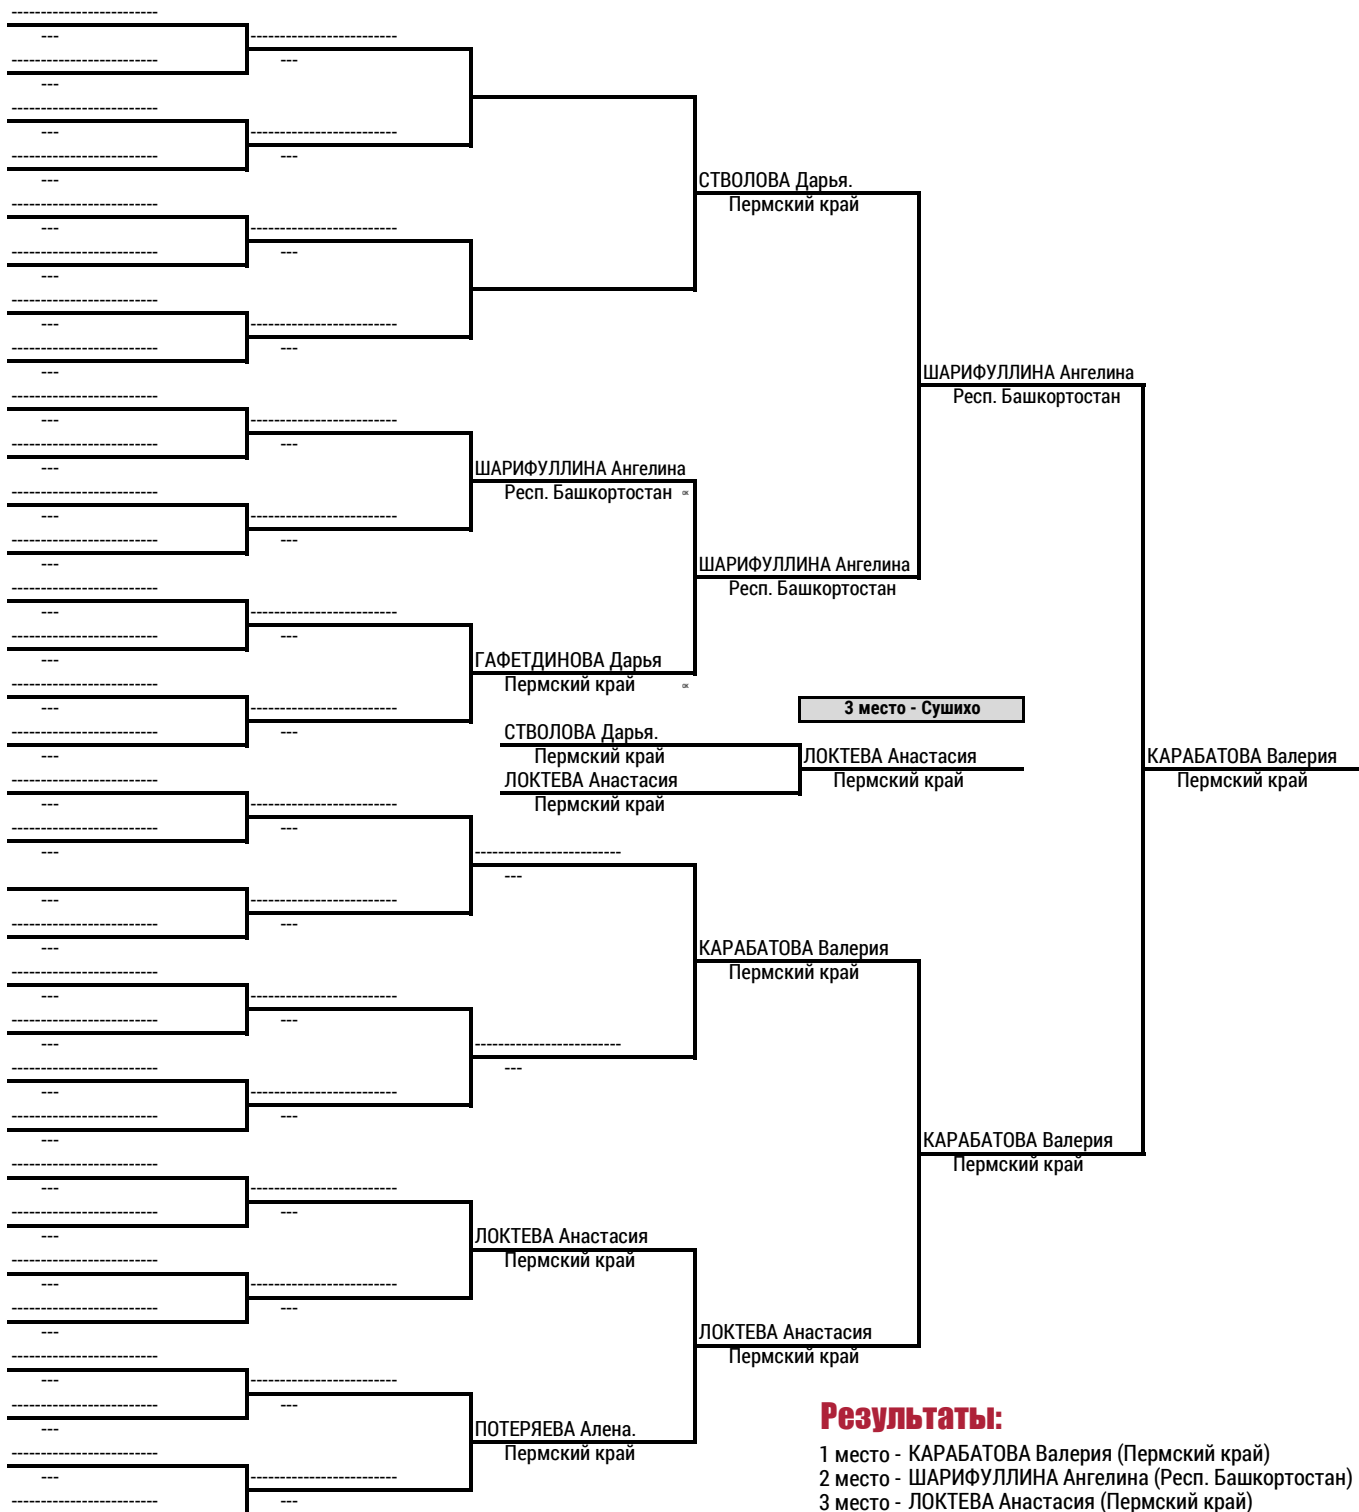 СТВОЛОВА Дарья.
Пермский край
ШАРИФУЛЛИНА Ангелина
Респ. Башкортостан
ШАРИФУЛЛИНА Ангелина
Респ. Башкортостан
ШАРИФУЛЛИНА Ангелина
Респ. Башкортостан
ГАФЕТДИНОВА Дарья
Пермский край
3 место - Сушихо
СТВОЛОВА Дарья.
Пермский край
ЛОКТЕВА Анастасия
Пермский край
ЛОКТЕВА Анастасия
Пермский край
КАРАБАТОВА Валерия
Пермский край
КАРАБАТОВА Валерия
Пермский край
КАРАБАТОВА Валерия
Пермский край
ЛОКТЕВА Анастасия
Пермский край
ЛОКТЕВА Анастасия
Пермский край
ПОТЕРЯЕВА Алена.
Пермский край
Результаты:
1 место - КАРАБАТОВА Валерия (Пермский край)
2 место - ШАРИФУЛЛИНА Ангелина (Респ. Башкортостан)
3 место - ЛОКТЕВА Анастасия (Пермский край)